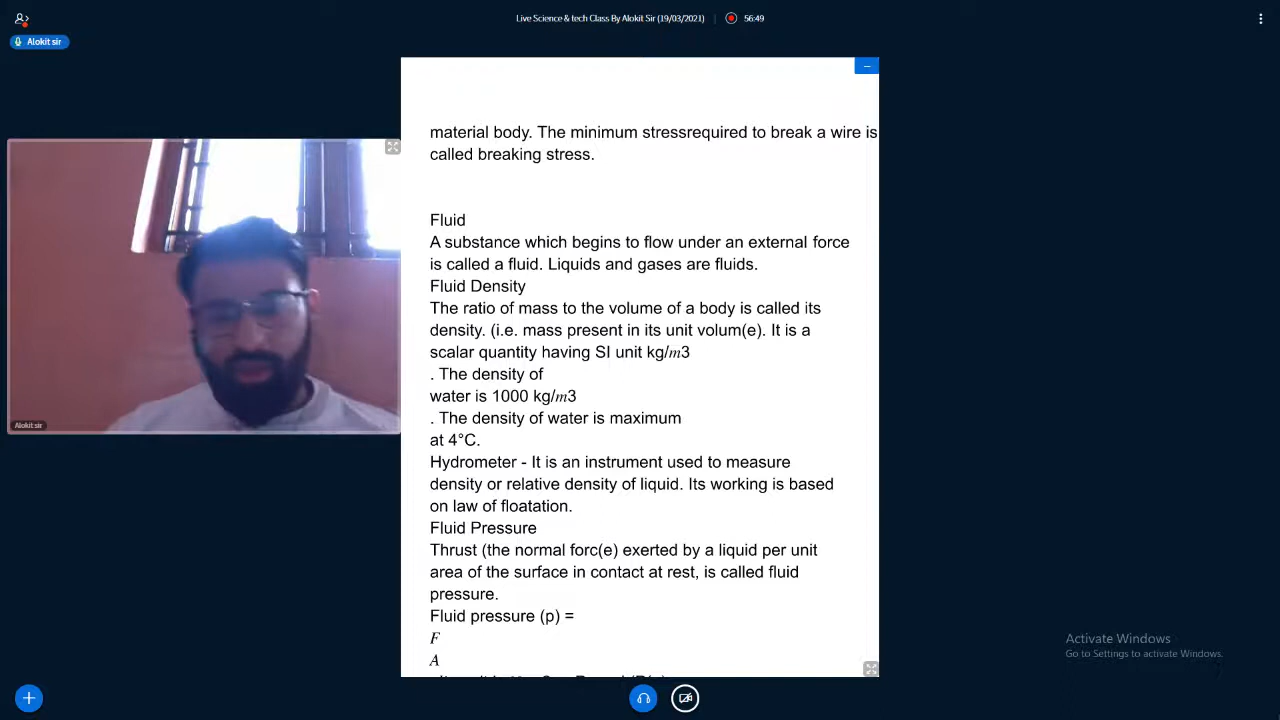 Live Science & tech Class By Alokit Sir (19/03/2021) | 56:49
Alokit sir
material body. The minimum stressrequired to break a wire is
called breaking stress.
Fluid
A substance which begins to flow under an external force
is called a fluid. Liquids and gases are fluids.
Fluid Density
The ratio of mass to the volume of a body is called its
density. (i.e. mass present in its unit volum(e). It is a
scalar quantity having SI unit kg/m3
. The density of
water is 1000 kg/m3
. The density of water is maximum
at 4°C.
Hydrometer - It is an instrument used to measure
density or relative density of liquid. Its working is based
on law of floatation.
Fluid Pressure
Thrust (the normal forc(e) exerted by a liquid per unit
area of the surface in contact at rest, is called fluid
pressure.
Fluid pressure (p) =
F
A
Alokit sir
Activate Windows
Go to Settings to activate Windows.